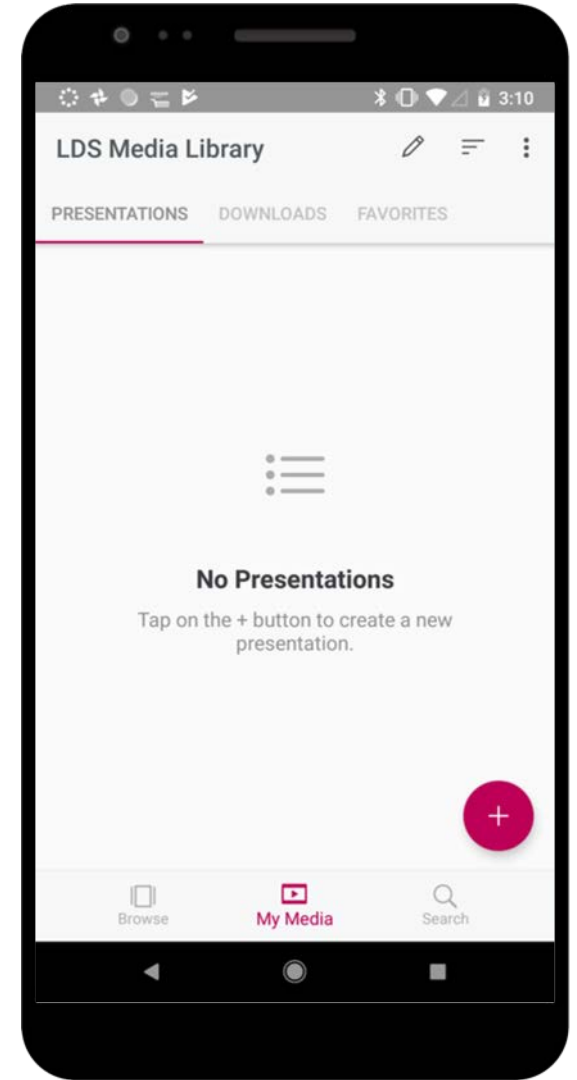 3:10
LDS Media Library
PRESENTATIONS DOWNLOADS FAVORITES
No Presentations
Tap on the + button to create a new
presentation.
+
Browse My Media Search